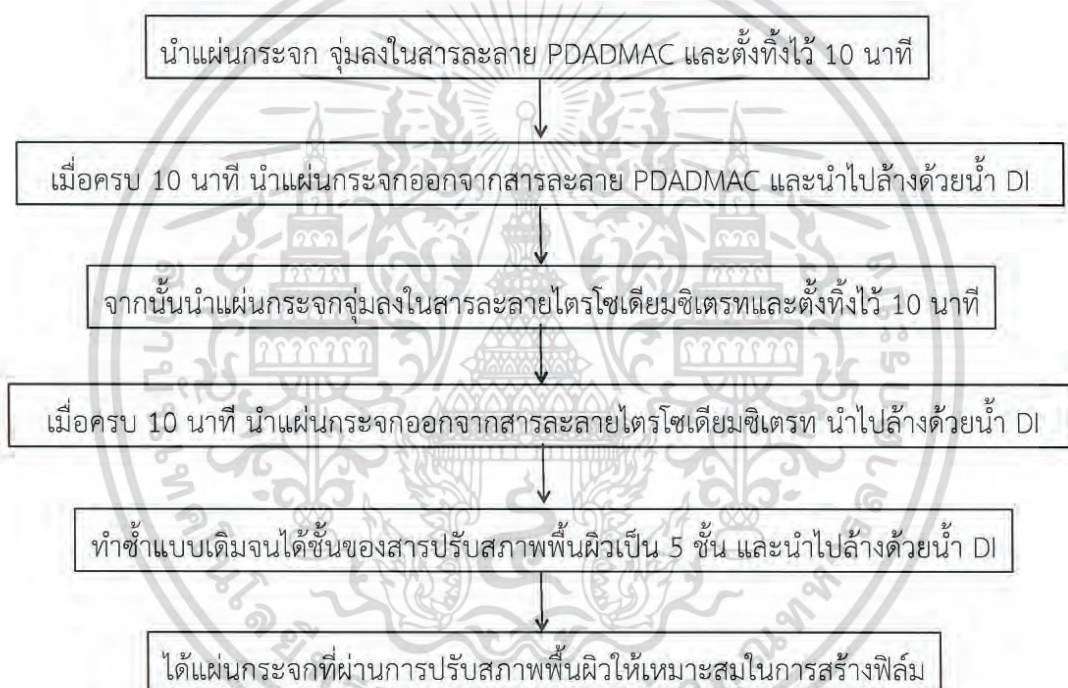 นำแผ่นกระจก จุ่มลงในสารละลาย PDADMAC และตั้งทิ้งไว้ 10 นาที
เมื่อครบ 10 นาที นำแผ่นกระจกออกจากสารละลาย PDADMAC และนำไปล้างด้วยน้ำ DI
จากนั้นนำแผ่นกระจกจุ่มลงในสารละลายไตรโซเดียมซิเตรทและตั้งทิ้งไว้ 10 นาที
เมื่อครบ 10 นาที นำแผ่นกระจกออกจากสารละลายไตรโซเดียมซิเตรท นำไปล้างด้วยน้ำ DI
ทำซ้ำแบบเดิมจนได้ชั้นของสารปรับสภาพพื้นผิวเป็น 5 ชั้น และนำไปล้างด้วยน้ำ DI
ได้แผ่นกระจกที่ผ่านการปรับสภาพพื้นผิวให้เหมาะสมในการสร้างฟิล์ม